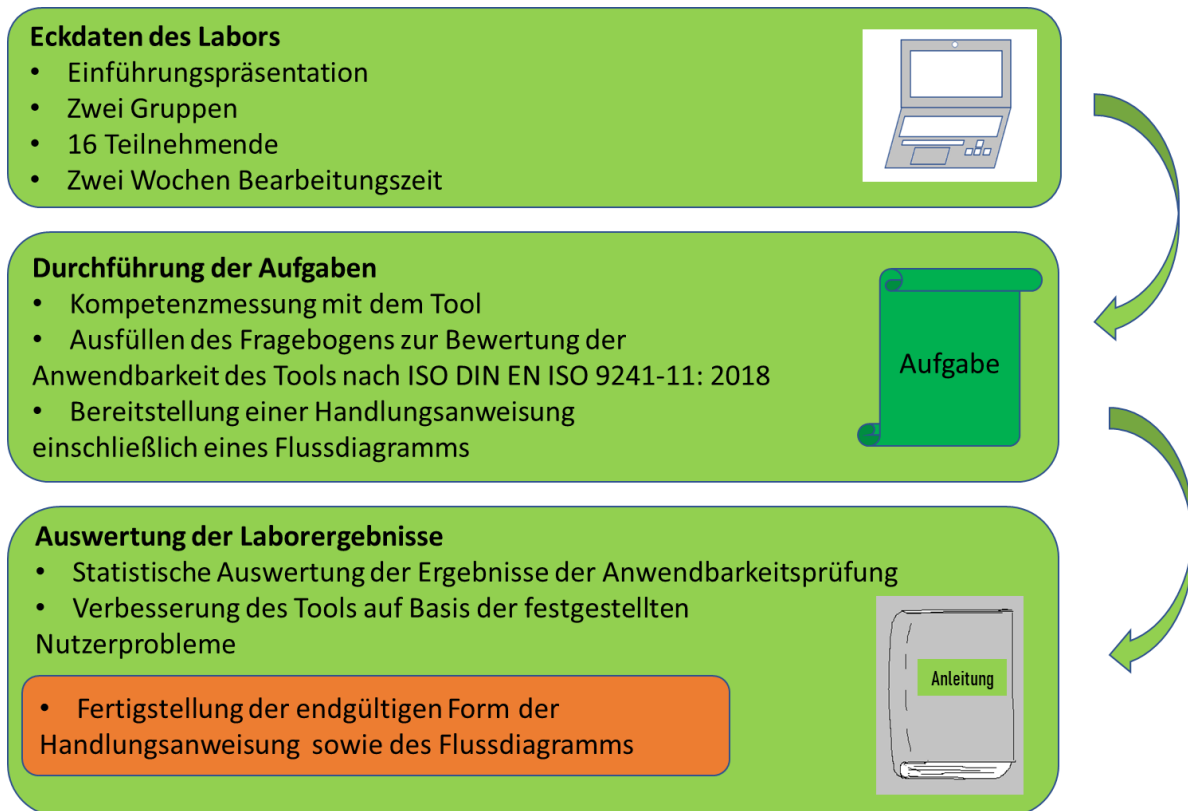 Eckdaten des Labors
• Einführungspräsentation
• Zwei Gruppen
• 16 Teilnehmende
• Zwei Wochen Bearbeitungszeit
Durchführung der Aufgaben
• Kompetenzmessung mit dem Tool
• Ausfüllen des Fragebogens zur Bewertung der
Anwendbarkeit des Tools nach ISO DIN EN ISO 9241-11: 2018
• Bereitstellung einer Handlungsanweisung
einschließlich eines Flussdiagramms
Aufgabe
Auswertung der Laborergebnisse
• Statistische Auswertung der Ergebnisse der Anwendbarkeitsprüfung
• Verbesserung des Tools auf Basis der festgestellten
Nutzerprobleme
• Fertigstellung der endgültigen Form der
Handlungsanweisung sowie des Flussdiagramms
Anleitung